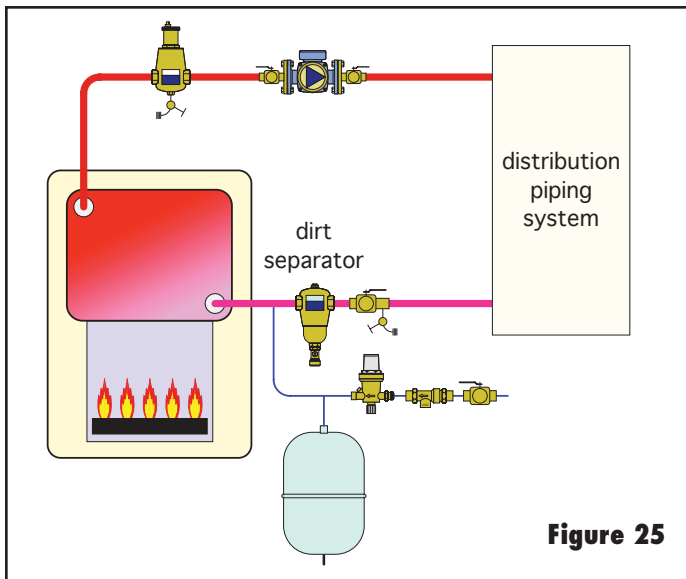 distribution
piping
system
dirt
separator
Figure 25